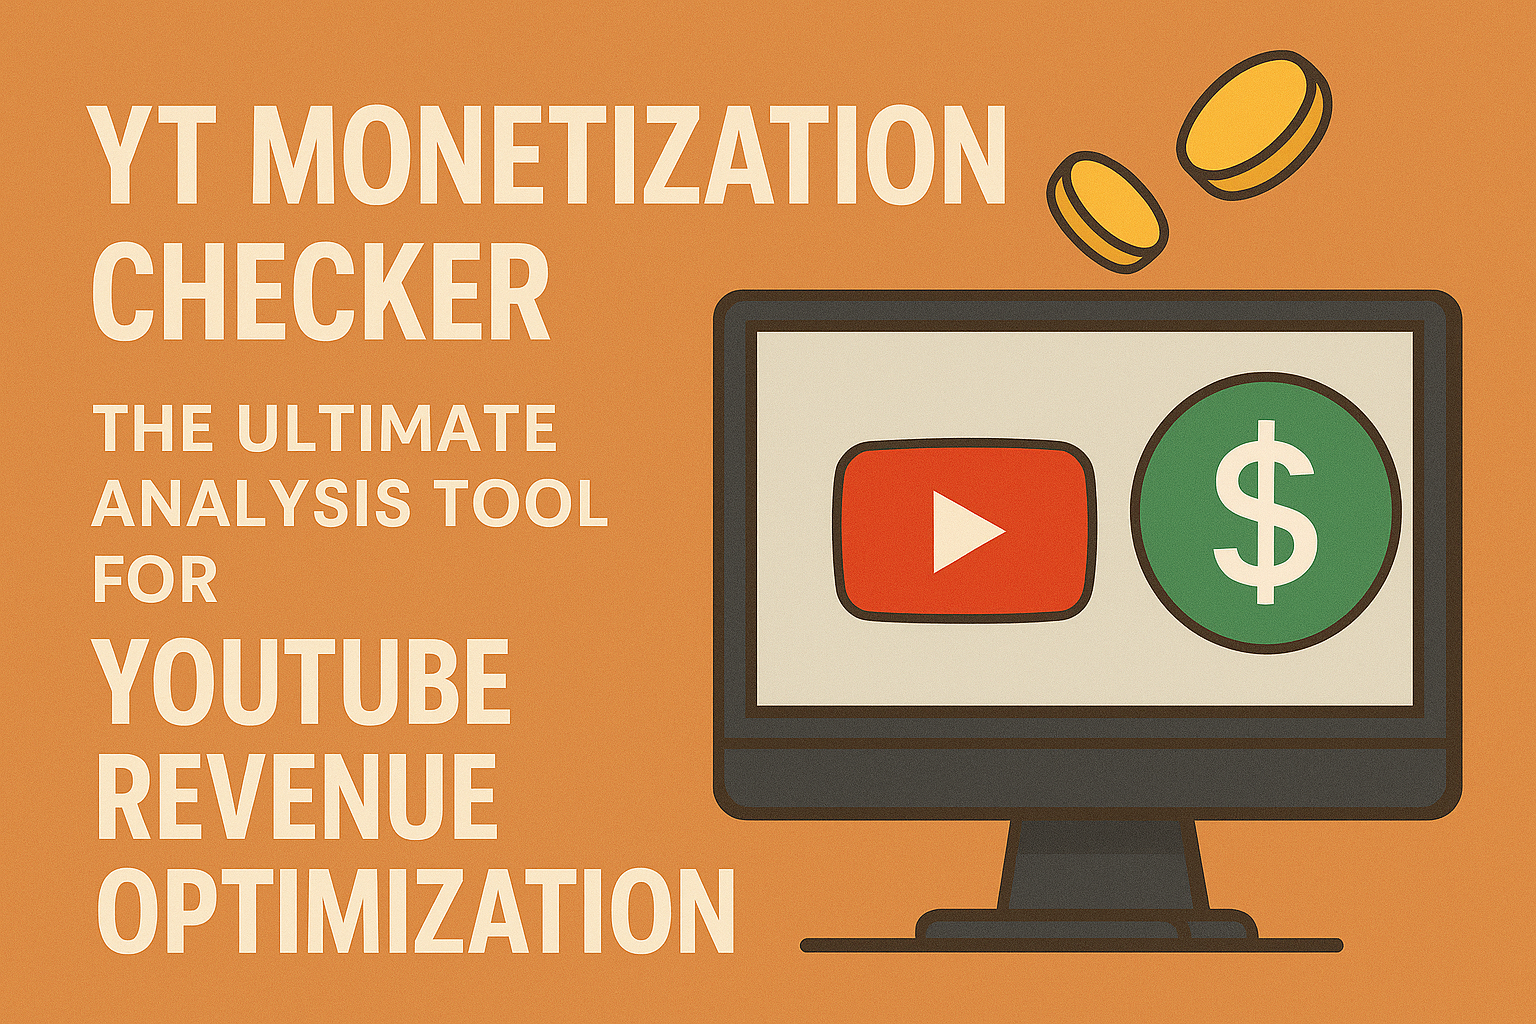 YT MONETIZATION
CHECKER
THE ULTIMATE
ANALYSIS TOOL
FOR
YOUTUBE
REVENUE
OPTIMIZATION
$